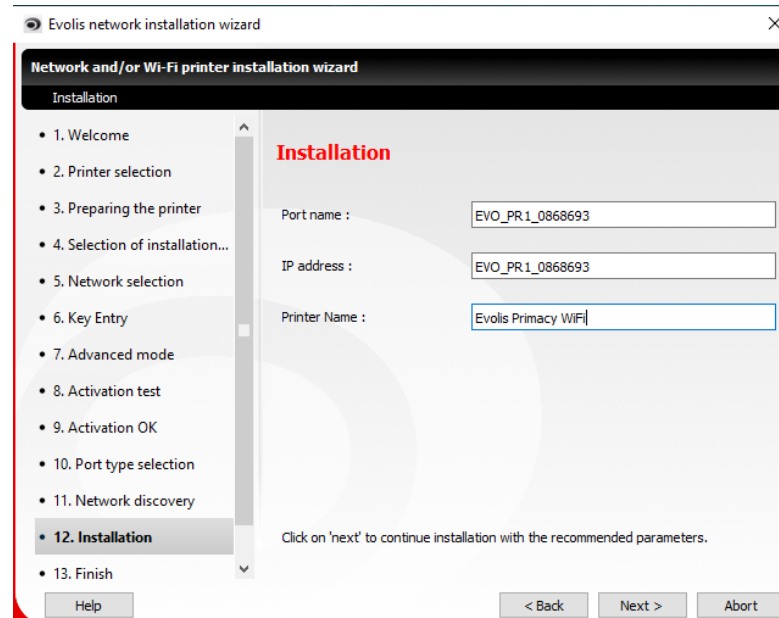 Evolis network installation wizard
Network and/or Wi-Fi printer installation wizard
Installation
1. Welcome
2. Printer selection
3. Preparing the printer
4. Selection of installation...
5. Network selection
6. Key Entry
7. Advanced mode
8. Activation test
9. Activation OK
10. Port type selection
11. Network discovery
12. Installation
13. Finish
Installation
Port name : EVO_PR1_0868693
IP address : EVO_PR1_0868693
Printer Name : Evolis Primacy WiFi
Click on 'next' to continue installation with the recommended parameters.
Help
< Back
Next >
Abort